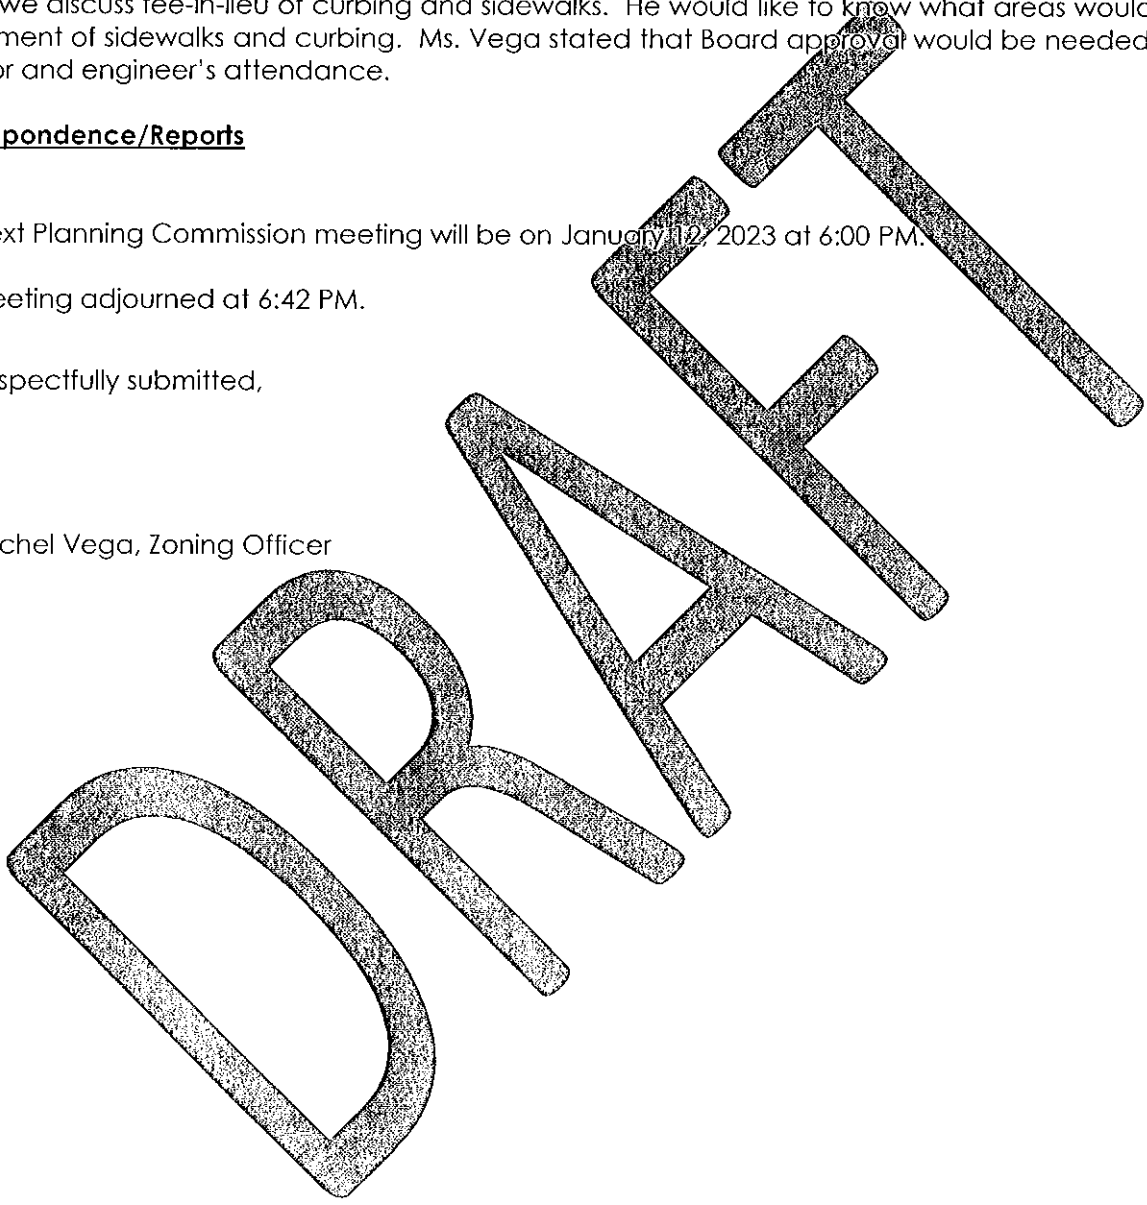 we discuss fee-in-lieu of curbing and sidewalks. He would like to know what areas would
ment of sidewalks and curbing. Ms. Vega stated that Board approval would be needed
or and engineer's attendance.
pondence/Reports
ext Planning Commission meeting will be on January 12, 2023 at 6:00 PM.
eeting adjourned at 6:42 PM.
spectfully submitted,
chel Vega, Zoning Officer
DRAFT